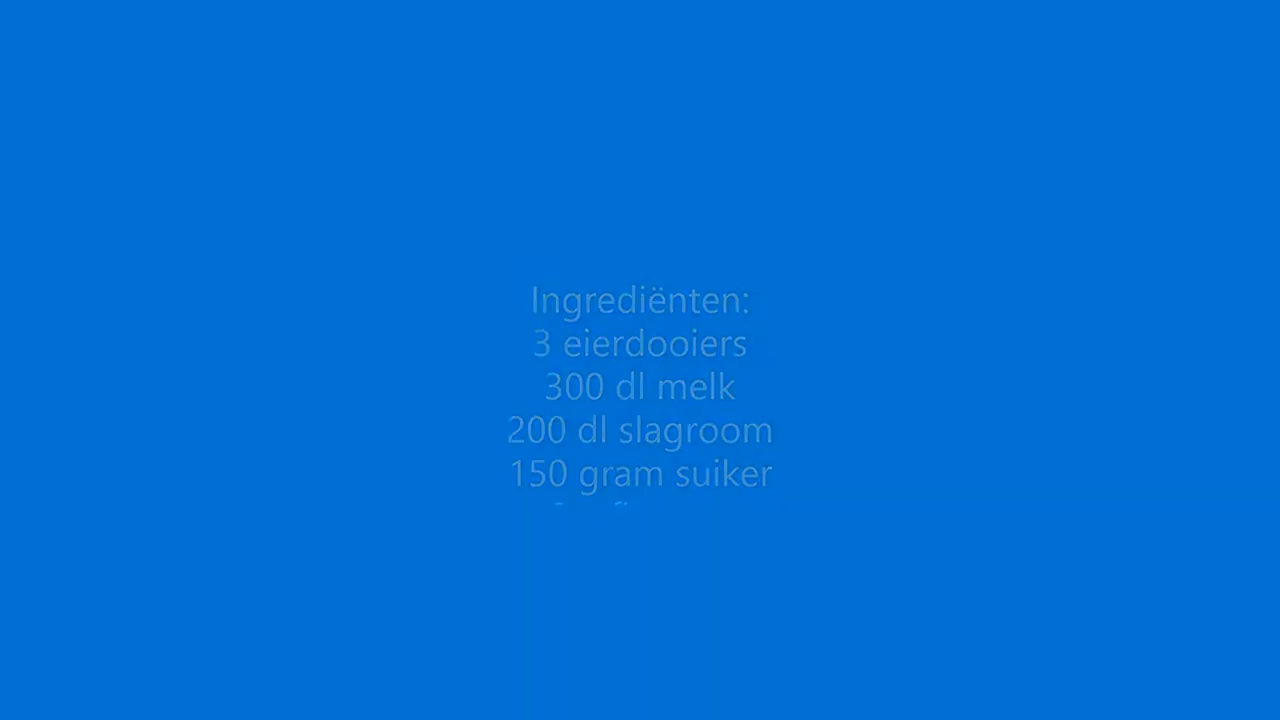 Ingrediënten:
3 eierdooiers
300 dl melk
200 dl slagroom
150 gram suiker